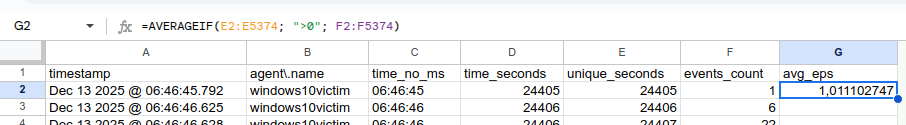 G2 fx =AVERAGEIF(E2:E5374; ">0"; F2:F5374)
A B C D E F G
1 timestamp agent\.name time_no_ms time_seconds unique_seconds events_count avg_eps
2 Dec 13 2025 @ 06:46:45.792 windows10victim 06:46:45 24405 24405 1 1,011102747
3 Dec 13 2025 @ 06:46:46.625 windows10victim 06:46:46 24406 24406 6
4 Dec 13 2025 @ 06:46:46.628 windows10victim 06:46:46 24406 24407 22